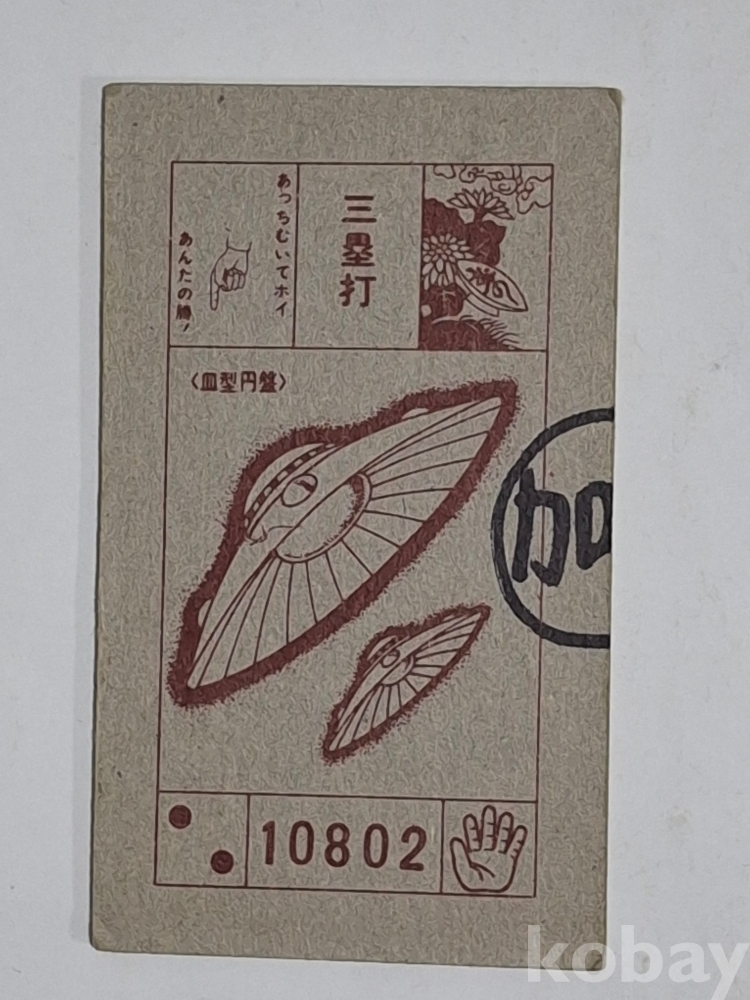 あっちむいてホイ
あんたの勝!
三塁打
〈皿型円盤〉
加
10802
kobay